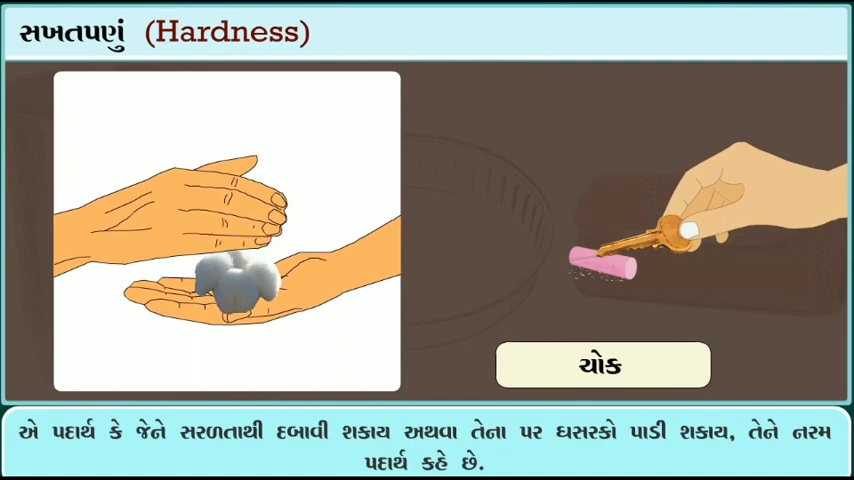 સખતપણું (Hardness)
ચોક
એ પદાર્થ કે જેને સરળતાથી દબાવી શકાય અથવા તેના પર ઘસરકો પાડી શકાય, તેને નરમ
પદાર્થ કહે છે.